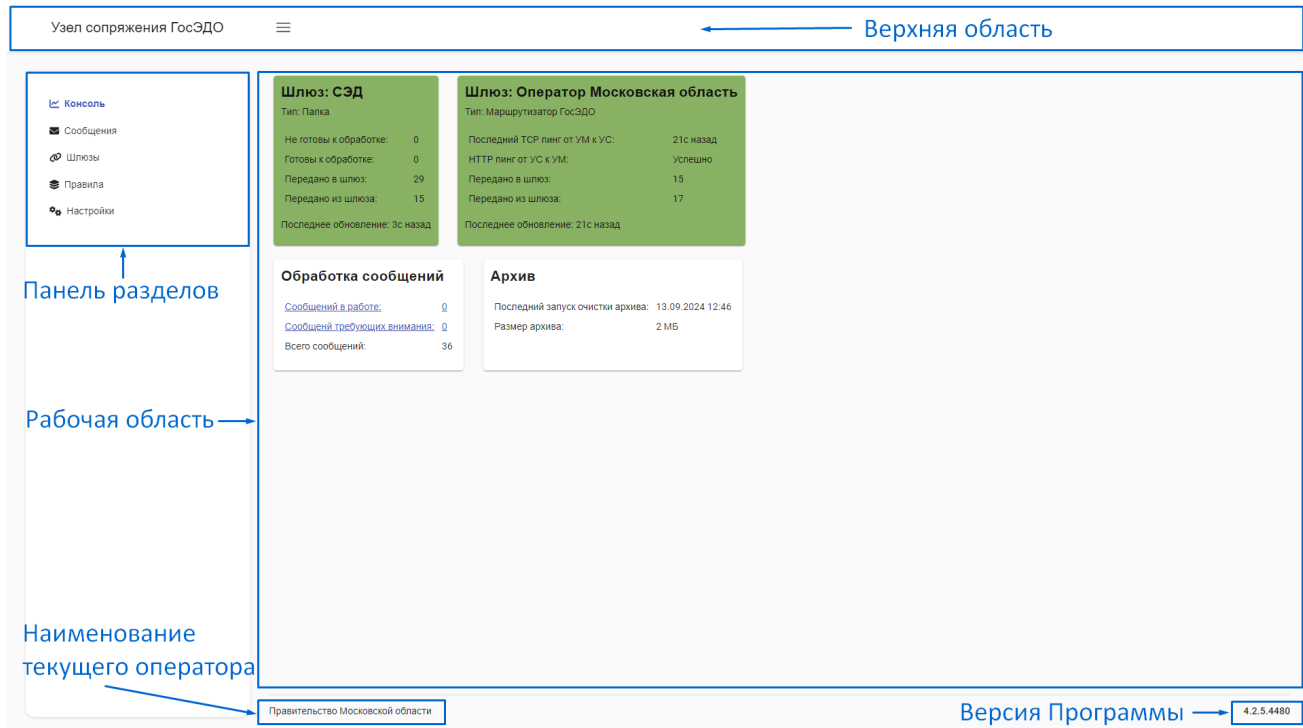 Узел сопряжения ГосЭДО
Верхняя область
Консоль
Сообщения
Шлюзы
Правила
Настройки
Панель разделов
Шлюз: СЭД
Тип: Папка
Не готовы к обработке: 0
Готовы к обработке: 0
Передано в шлюз: 29
Передано из шлюза: 15
Последнее обновление: 3с назад
Шлюз: Оператор Московская область
Тип: Маршрутизатор ГосЭДО
Последний TCP пинг от УМ к УС: 21с назад
HTTP пинг от УС к УМ: Успешно
Передано в шлюз: 15
Передано из шлюза: 17
Последнее обновление: 21с назад
Обработка сообщений
Сообщений в работе: 0
Сообщенй требующих внимания: 0
Всего сообщений: 36
Архив
Последний запуск очистки архива: 13.09.2024 12:46
Размер архива: 2 МБ
Рабочая область
Наименование
текущего оператора
Правительство Московской области
Версия Программы
4.2.5.4480